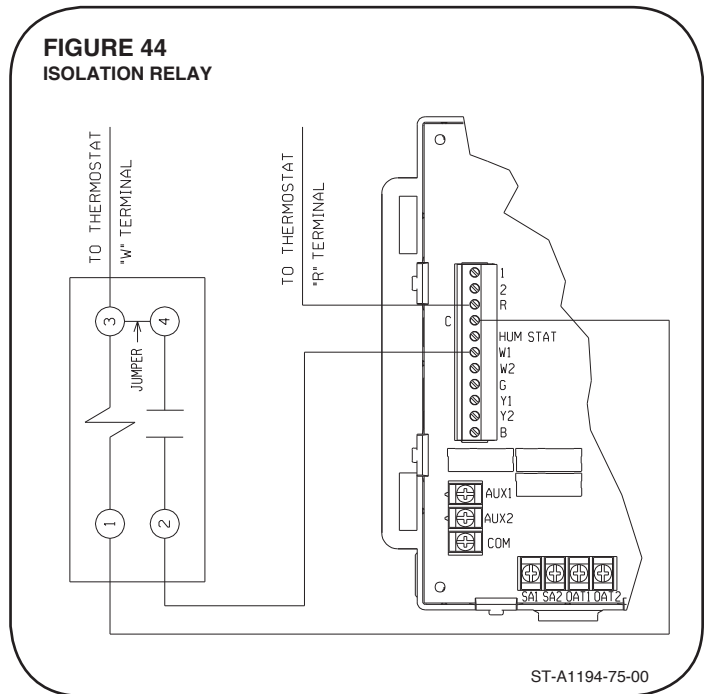 FIGURE 44
ISOLATION RELAY
TO THERMOSTAT
"W" TERMINAL
TO THERMOSTAT
"R" TERMINAL
3
4
JUMPER
1
2
1
2
R
C
HUM STAT
W1
W2
G
Y1
Y2
B
AUX1
AUX2
COM
SA1 SA2 OAT1 OAT2
ST-A1194-75-00